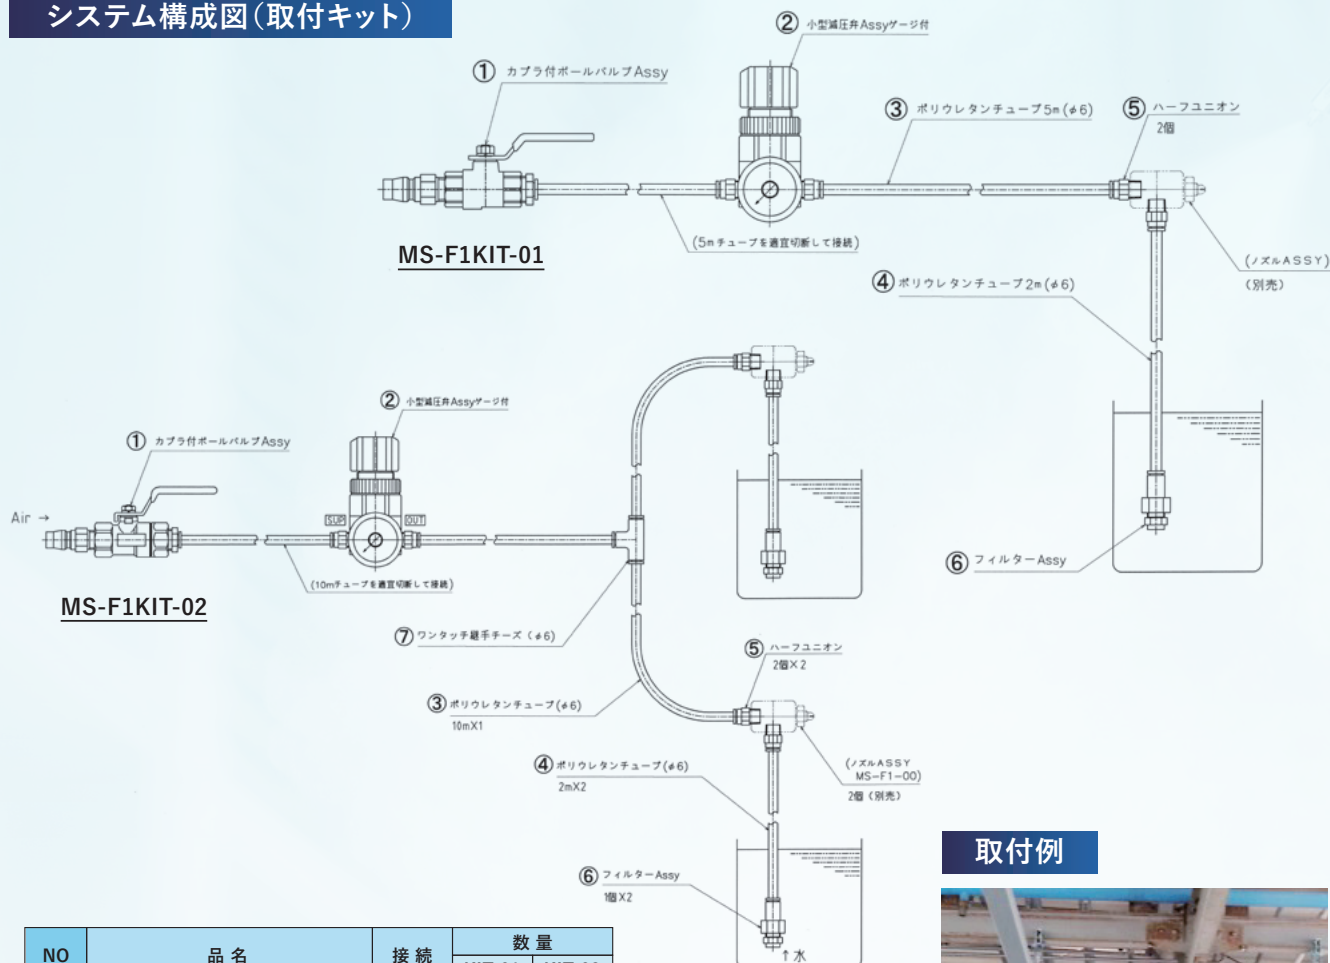 システム構成図(取付キット)
① カプラ付ボールバルブAssy
② 小型減圧弁Assyゲージ付
③ ポリウレタンチューブ5m(φ6)
⑤ ハーフユニオン
2個
(5mチューブを適宜切断して接続)
MS-F1KIT-01
(ノズルASSY)
(別売)
④ ポリウレタンチューブ2m(φ6)
⑥ フィルターAssy
① カプラ付ボールバルブAssy
② 小型減圧弁Assyゲージ付
Air →
SUP
OUT
(10mチューブを適宜切断して接続)
MS-F1KIT-02
⑦ ワンタッチ継手チーズ(φ6)
③ ポリウレタンチューブ(φ6)
10mX1
⑤ ハーフユニオン
2個X2
④ ポリウレタンチューブ(φ6)
2mX2
(ノズルASSY
MS-F1-00)
2個(別売)
⑥ フィルターAssy
1個X2
↑水
取付例
NO 品名 接続 数量